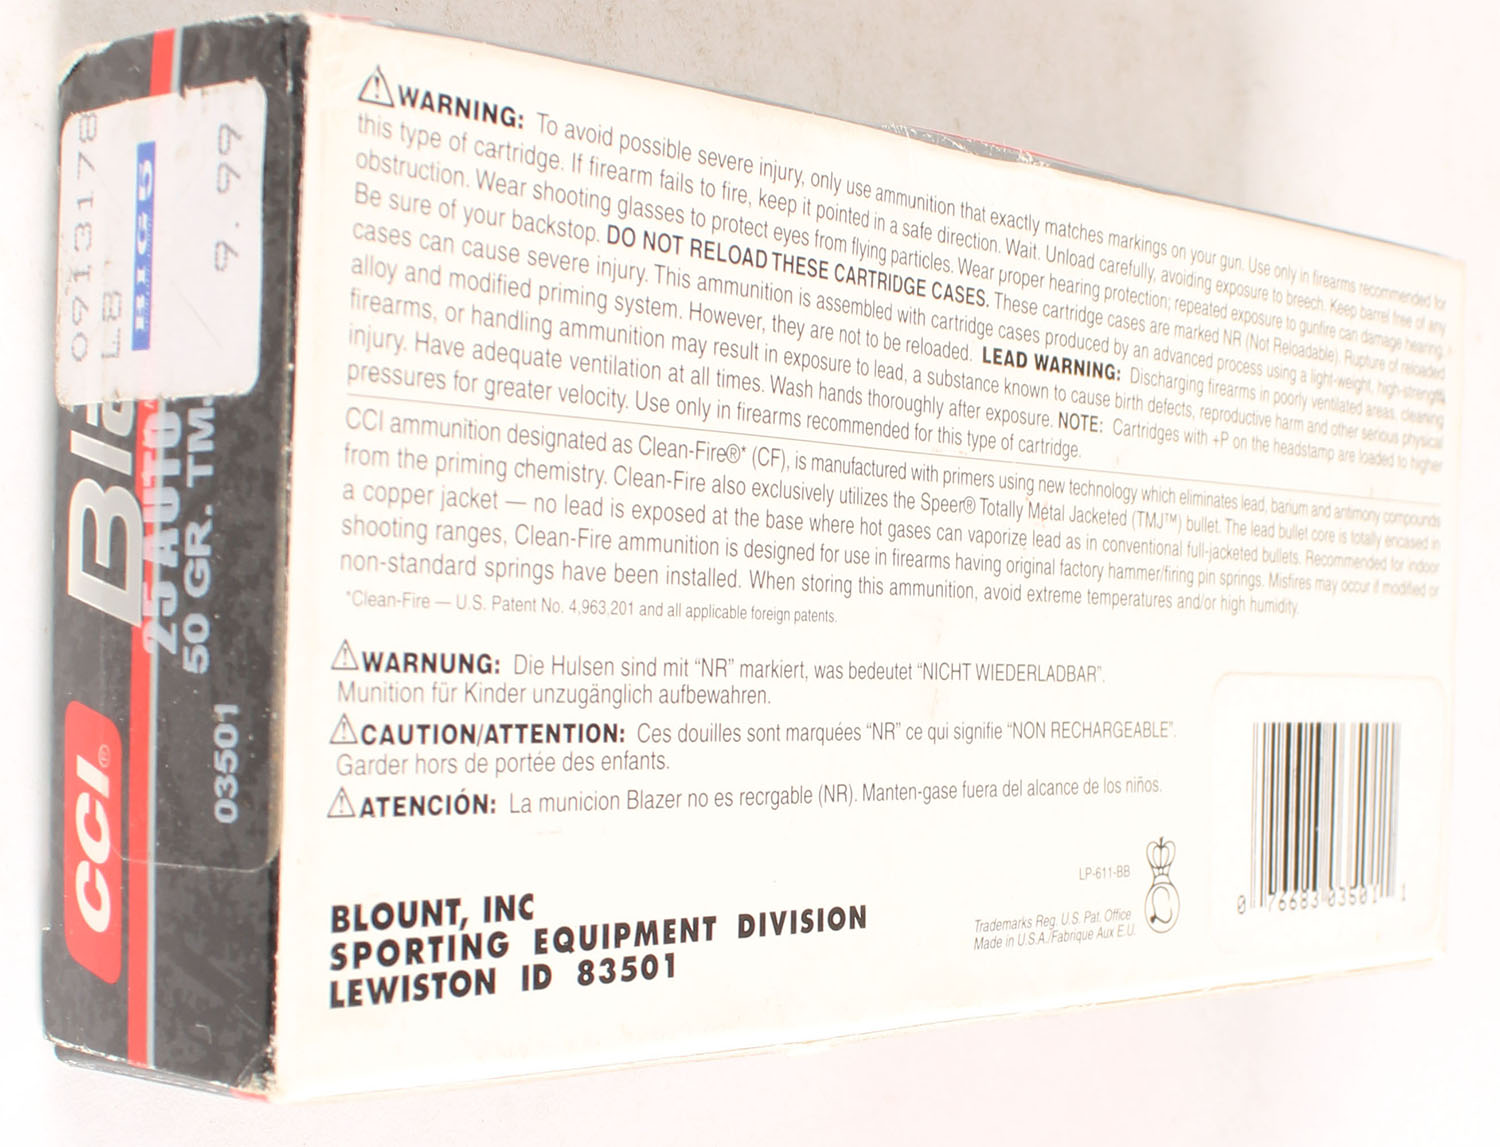 WARNING: To avoid possible severe injury, only use ammunition that exactly matches markings on your gun. Use only in firearms recommended for
this type of cartridge. If firearm fails to fire, keep it pointed in a safe direction. Wait. Unload carefully, avoiding exposure to breech. Keep barrel free of any
obstruction. Wear shooting glasses to protect eyes from flying particles. Wear proper hearing protection; repeated exposure to gunfire can damage hearing.
Be sure of your backstop. DO NOT RELOAD THESE CARTRIDGE CASES. These cartridge cases are marked NR (Not Reloadable). Rupture of reloaded
cases can cause severe injury. This ammunition is assembled with cartridge cases produced by an advanced process using a light-weight, high-strength
alloy and modified priming system. However, they are not to be reloaded. LEAD WARNING: Discharging firearms in poorly ventilated areas, cleaning
firearms, or handling ammunition may result in exposure to lead, a substance known to cause birth defects, reproductive harm and other serious physical
injury. Have adequate ventilation at all times. Wash hands thoroughly after exposure. NOTE: Cartridges with +P on the headstamp are loaded to higher
pressures for greater velocity. Use only in firearms recommended for this type of cartridge.
CCI ammunition designated as Clean-Fire®* (CF), is manufactured with primers using new technology which eliminates lead, barium and antimony compounds
from the priming chemistry. Clean-Fire also exclusively utilizes the Speer® Totally Metal Jacketed (TMJ™) bullet. The lead bullet core is totally encased in
a copper jacket — no lead is exposed at the base where hot gases can vaporize lead as in conventional full-jacketed bullets. Recommended for indoor
shooting ranges, Clean-Fire ammunition is designed for use in firearms having original factory hammer/firing pin springs. Misfires may occur if modified or
non-standard springs have been installed. When storing this ammunition, avoid extreme temperatures and/or high humidity.
*Clean-Fire — U.S. Patent No. 4,963,201 and all applicable foreign patents.
WARNUNG: Die Hulsen sind mit "NR" markiert, was bedeutet "NICHT WIEDERLADBAR".
Munition für Kinder unzugänglich aufbewahren.
CAUTION/ATTENTION: Ces douilles sont marquées "NR" ce qui signifie "NON RECHARGEABLE".
Garder hors de portée des enfants.
ATENCIÓN: La municion Blazer no es recrgable (NR). Manten-gase fuera del alcance de los niños.
BLOUNT, INC
SPORTING EQUIPMENT DIVISION
LEWISTON ID 83501
LP-611-BB
Trademarks Reg. U.S. Pat. Office
Made in U.S.A./Fabrique Aux E.U.
0 76683 03501 1
CCI®
Bla
25 AUTO
50 GR. TM
03501
0913178
LB
BIG 5
9.99